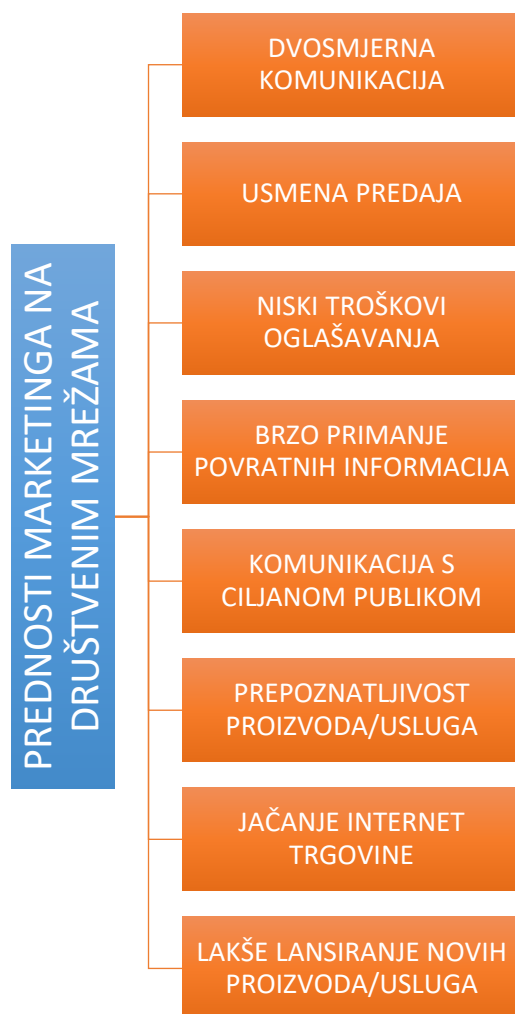 PREDNOSTI MARKETINGA NA
DRUŠTVENIM MREŽAMA
DVOSMJERNA
KOMUNIKACIJA
USMENA PREDAJA
NISKI TROŠKOVI
OGLAŠAVANJA
BRZO PRIMANJE
POVRATNIH INFORMACIJA
KOMUNIKACIJA S
CILJANOM PUBLIKOM
PREPOZNATLJIVOST
PROIZVODA/USLUGA
JAČANJE INTERNET
TRGOVINE
LAKŠE LANSIRANJE NOVIH
PROIZVODA/USLUGA